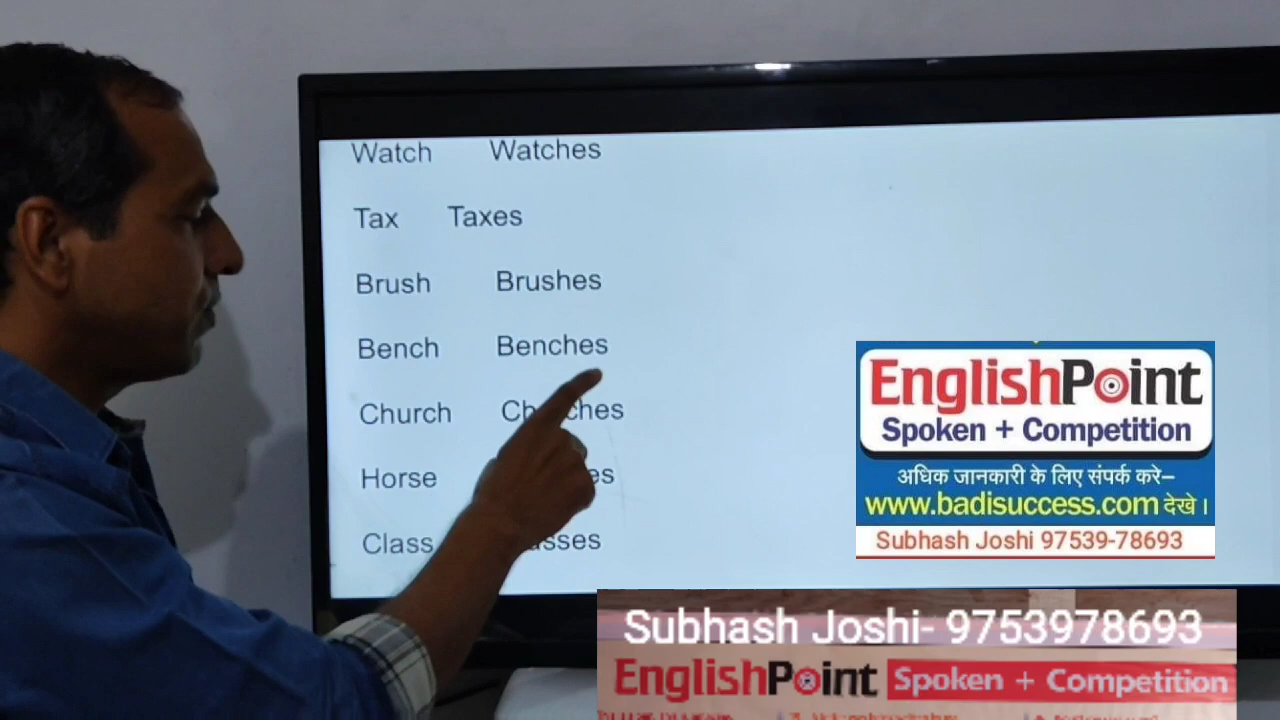 Watch Watches
Tax Taxes
Brush Brushes
Bench Benches
Church
Horse
Class
EnglishPoint
Spoken + Competition
अधिक जानकारी के लिए संपर्क करे–
www.badisuccess.com देखे।
Subhash Joshi 97539-78693
Subhash Joshi- 9753978693
EnglishPoint Spoken + Competition